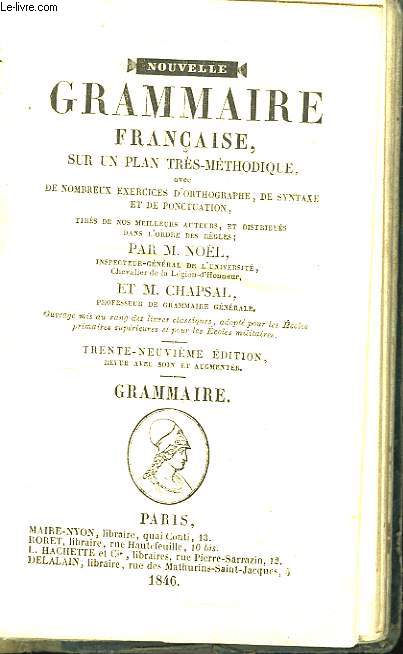 Le-livre.com
NOUVELLE
GRAMMAIRE
FRANÇAISE,
SUR UN PLAN TRÈS-MÉTHODIQUE,
avec
DE NOMBREUX EXERCICES D'ORTHOGRAPHE, DE SYNTAXE
ET DE PONCTUATION,
TIRÉS DE NOS MEILLEURS AUTEURS, ET DISTRIBUÉS
DANS L'ORDRE DES RÈGLES;
PAR M. NOËL,
INSPECTEUR-GÉNÉRAL DE L'UNIVERSITÉ,
Chevalier de la Légion-d'Honneur,
ET M. CHAPSAL,
PROFESSEUR DE GRAMMAIRE GÉNÉRALE.
Ouvrage mis au rang des livres classiques, adopté pour les Écoles
primaires supérieures et pour les Écoles militaires.
TRENTE-NEUVIÈME ÉDITION,
REVUE AVEC SOIN ET AUGMENTÉE.
GRAMMAIRE.
PARIS,
MAIRE-NYON, libraire, quai Conti, 13.
RORET, libraire, rue Hautefeuille, 10 bis.
L. HACHETTE et Cie, libraires, rue Pierre-Sarrazin, 12.
DELALAIN, libraire, rue des Mathurins-Saint-Jacques,
1846.
Le-livre.com